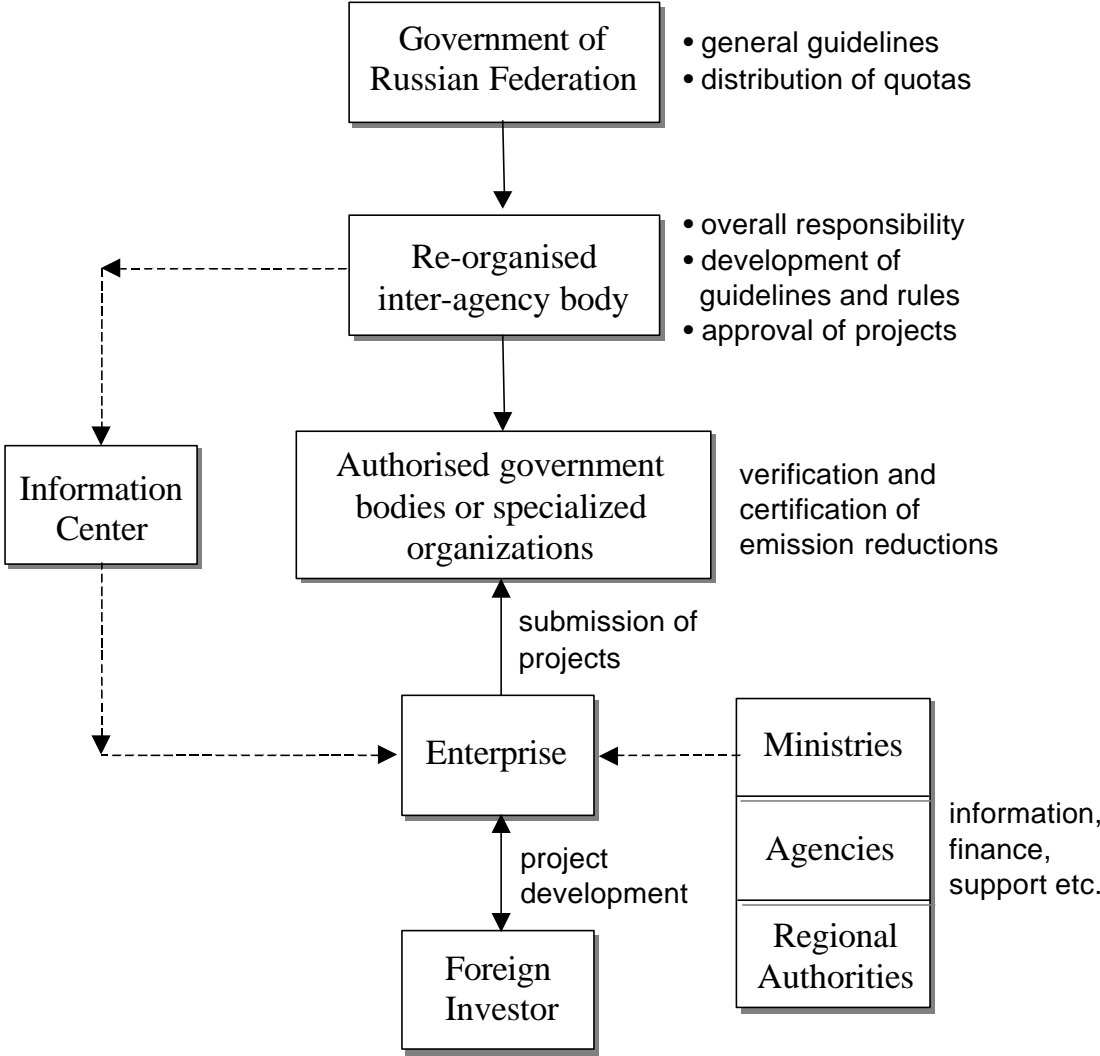 Government of
Russian Federation
• general guidelines
• distribution of quotas
Re-organised
inter-agency body
• overall responsibility
• development of
guidelines and rules
• approval of projects
Information
Center
Authorised government
bodies or specialized
organizations
verification and
certification of
emission reductions
submission of
projects
Enterprise
Ministries
Agencies
Regional
Authorities
information,
finance,
support etc.
project
development
Foreign
Investor